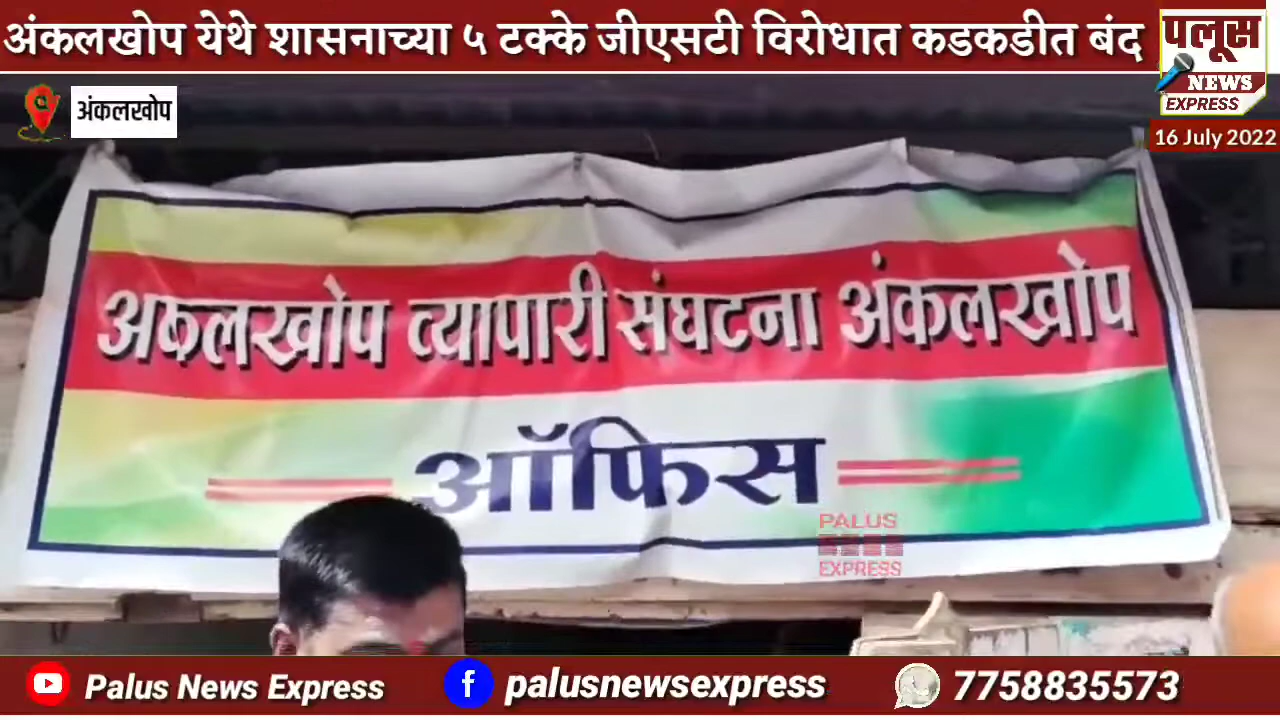 अंकलखोप येथे शासनाच्या ५ टक्के जीएसटी विरोधात कडकडीत बंद
पलूस
NEWS
EXPRESS
अंकलखोप
16 July 2022
अंकलखोप व्यापारी संघटना अंकलखोप
ऑफिस
PALUS
NEWS
EXPRESS
Palus News Express
palusnewsexpress
7758835573